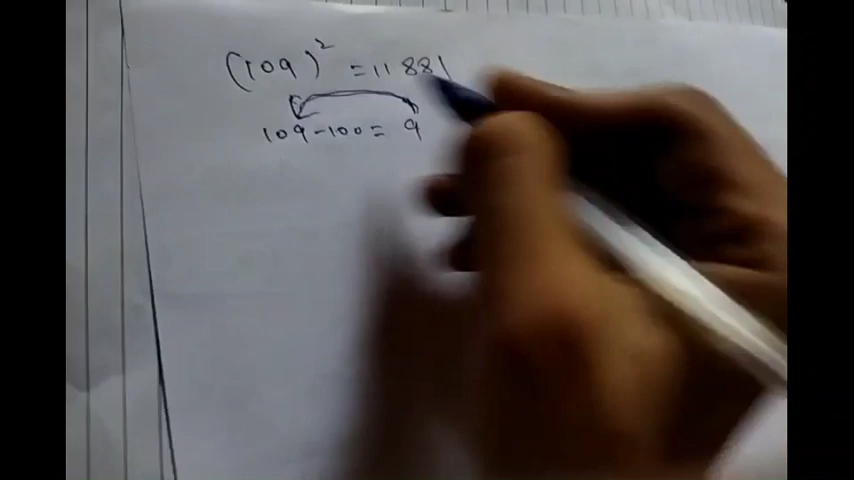 (109)² = 11881
109-100 = 9